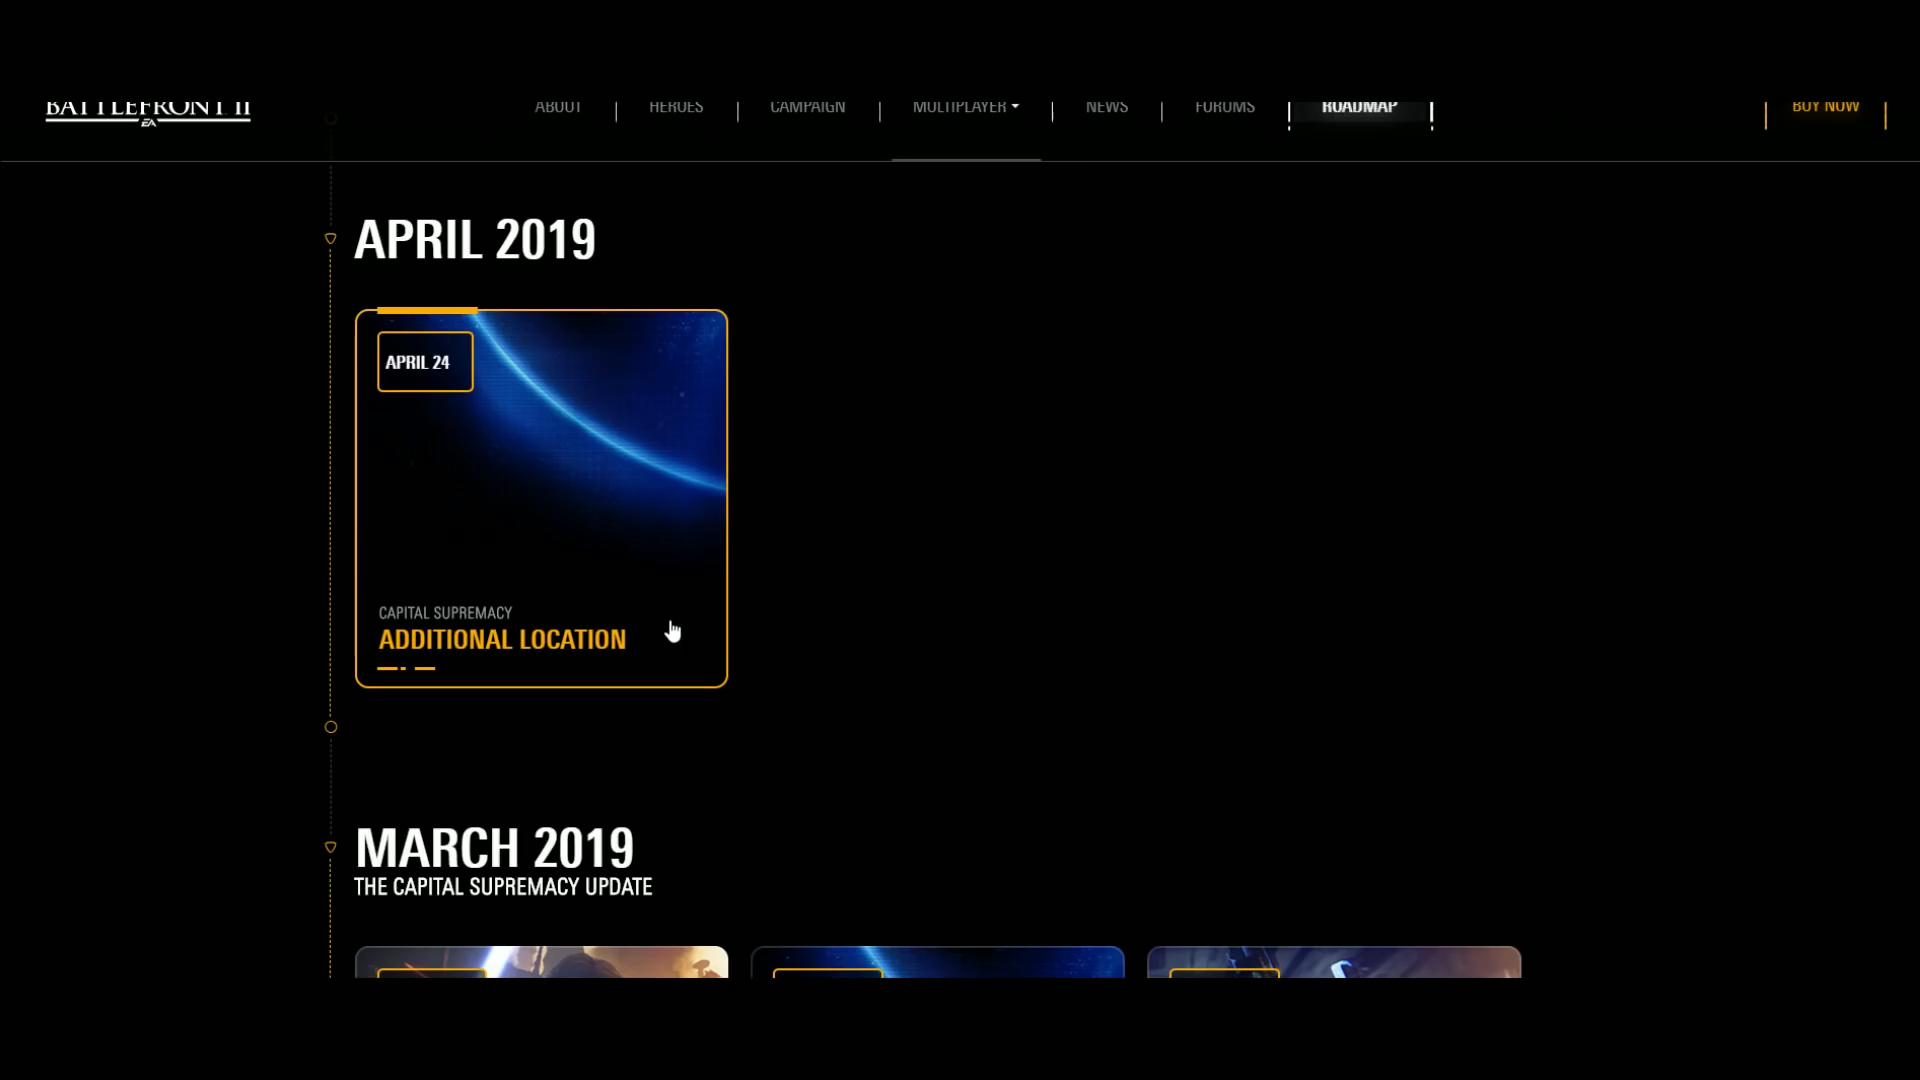 BATTLEFRONT II
EA
ABOUT
HEROES
CAMPAIGN
MULTIPLAYER
NEWS
FORUMS
ROADMAP
BUY NOW
APRIL 2019
APRIL 24
CAPITAL SUPREMACY
ADDITIONAL LOCATION
MARCH 2019
THE CAPITAL SUPREMACY UPDATE